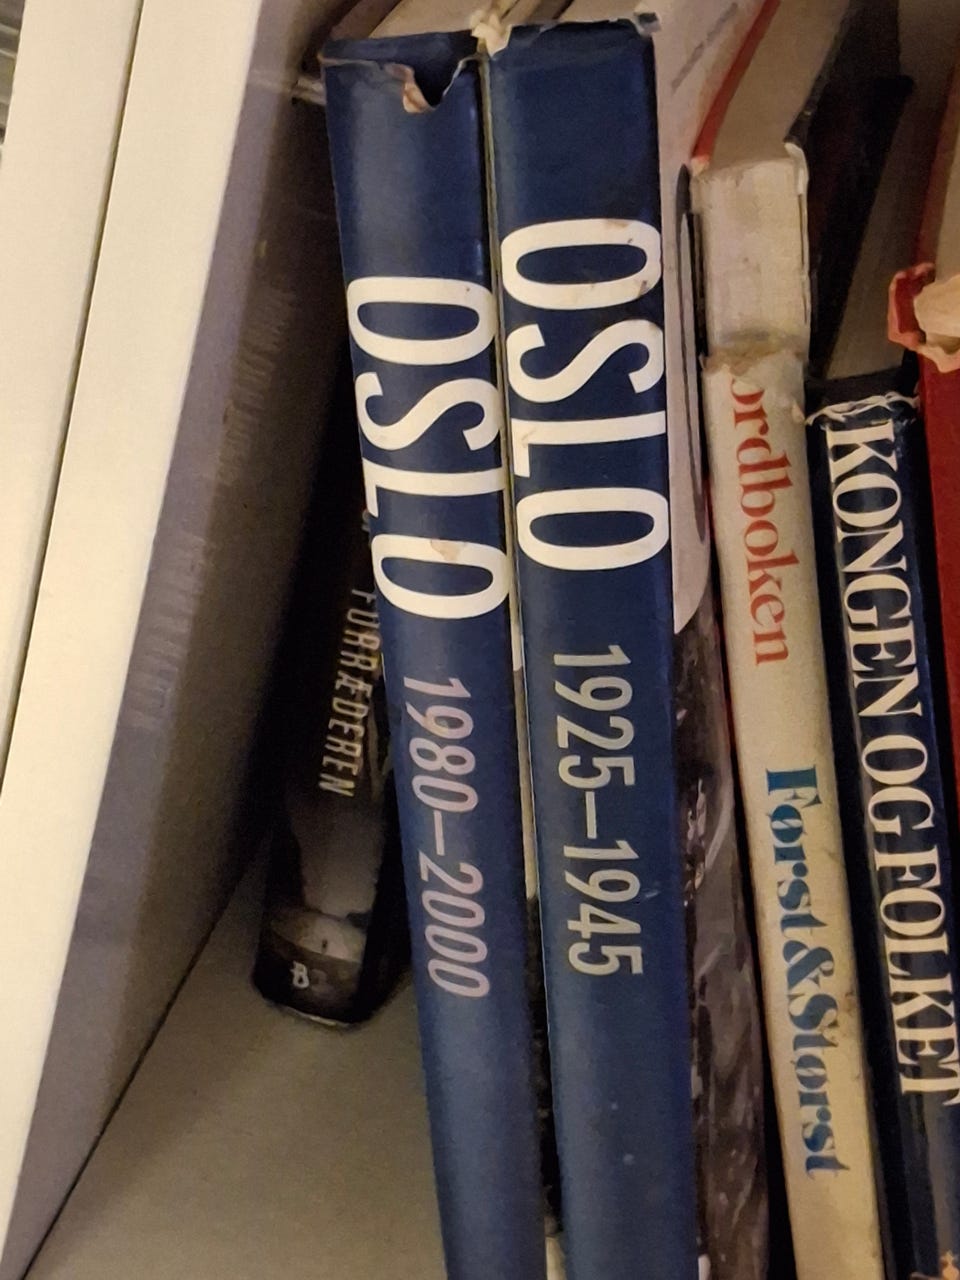 FORRÆDEREN
B
OSLO 1980–2000
OSLO 1925–1945
ordboken Først&Størst
KONGEN OG FOLKET